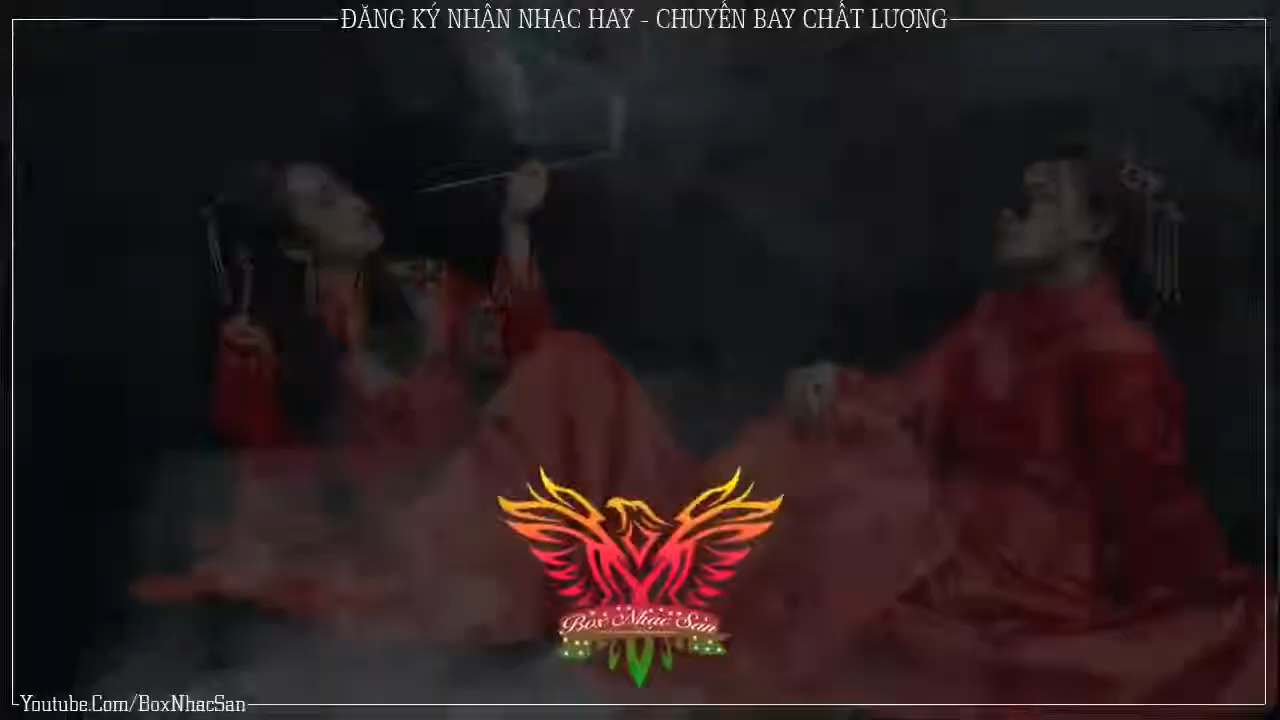 ĐĂNG KÝ NHẬN NHẠC HAY - CHUYẾN BAY CHẤT LƯỢNG
Box Nhạc Sàn
Youtube.Com/BoxNhacSan